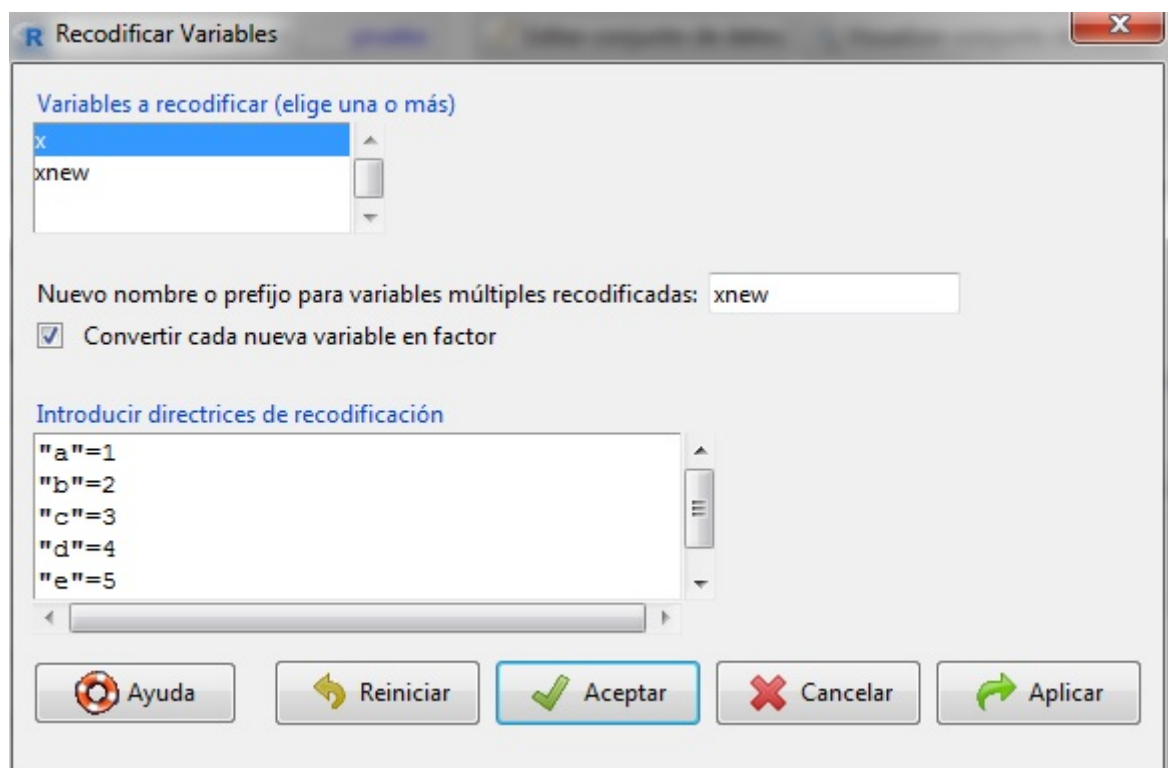 Recodificar Variables
Variables a recodificar (elige una o más)
x
xnew
Nuevo nombre o prefijo para variables múltiples recodificadas: xnew
Convertir cada nueva variable en factor
Introducir directrices de recodificación
"a"=1
"b"=2
"c"=3
"d"=4
"e"=5
Ayuda Reiniciar Aceptar Cancelar Aplicar